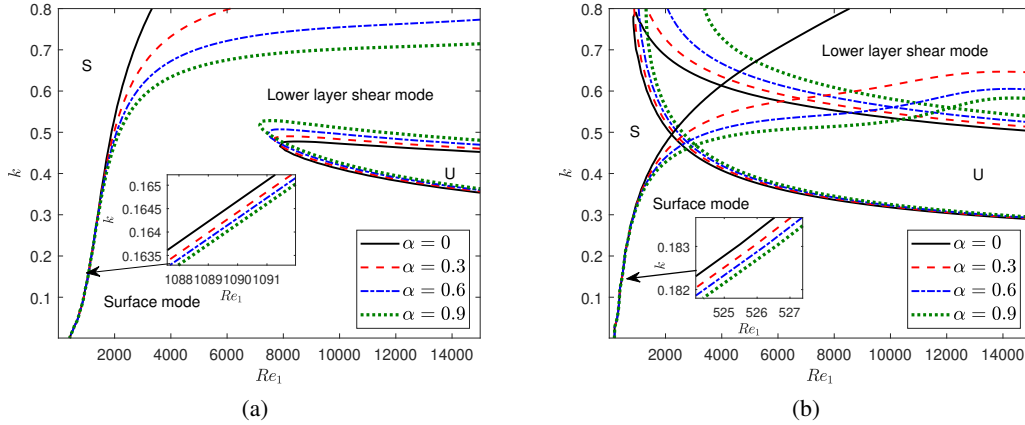 0.8
0.7
0.6
0.5
0.4
0.3
0.2
0.1
k
S
Lower layer shear mode
U
0.165
0.1645
0.164
0.1635
k
1088 1089 1090 1091
Re₁
Surface mode
α = 0
α = 0.3
α = 0.6
α = 0.9
2000 4000 6000 8000 10000 12000 14000
Re₁
(a)
0.8
0.7
0.6
0.5
0.4
0.3
0.2
0.1
k
Lower layer shear mode
S
U
Surface mode
0.183
0.182
k
525 526 527
Re₁
α = 0
α = 0.3
α = 0.6
α = 0.9
2000 4000 6000 8000 10000 12000 14000
Re₁
(b)